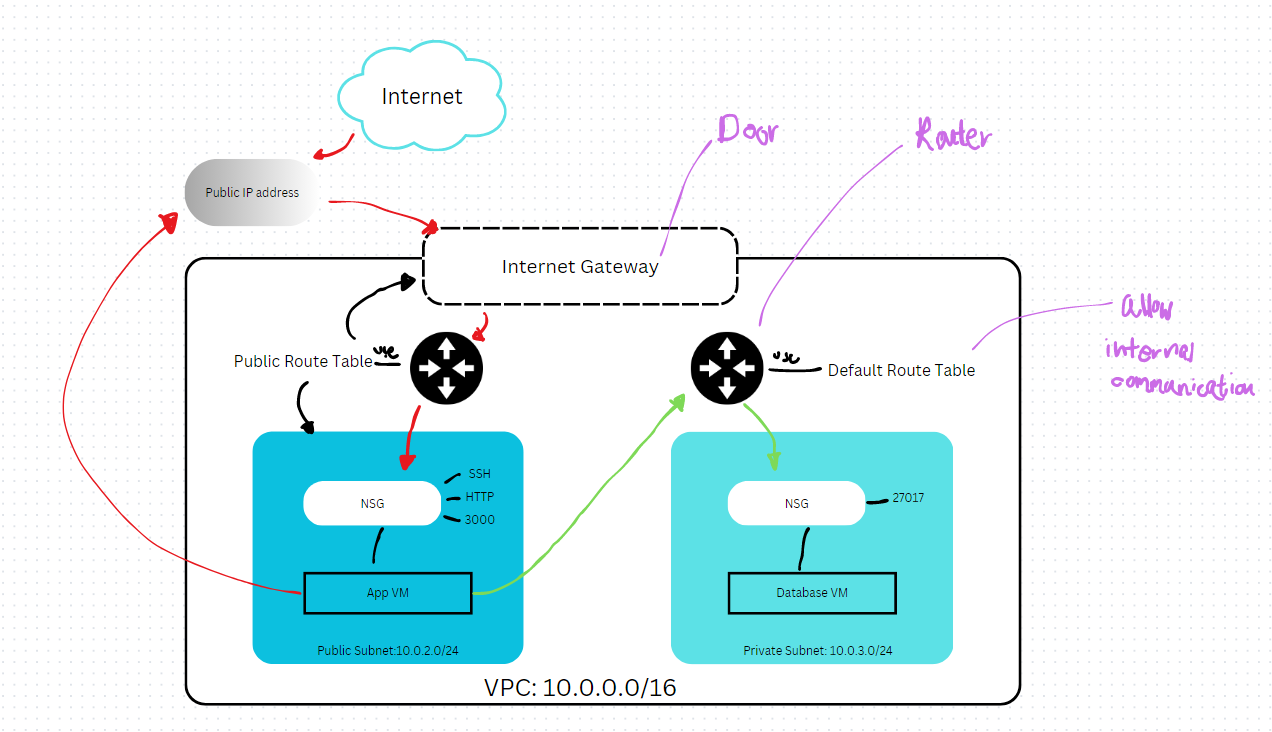 Internet
Door
Router
Public IP address
Internet Gateway
allow
internal
communication
Public Route Table
use
use
Default Route Table
NSG
SSH
HTTP
3000
NSG
27017
App VM
Database VM
Public Subnet:10.0.2.0/24
Private Subnet: 10.0.3.0/24
VPC: 10.0.0.0/16